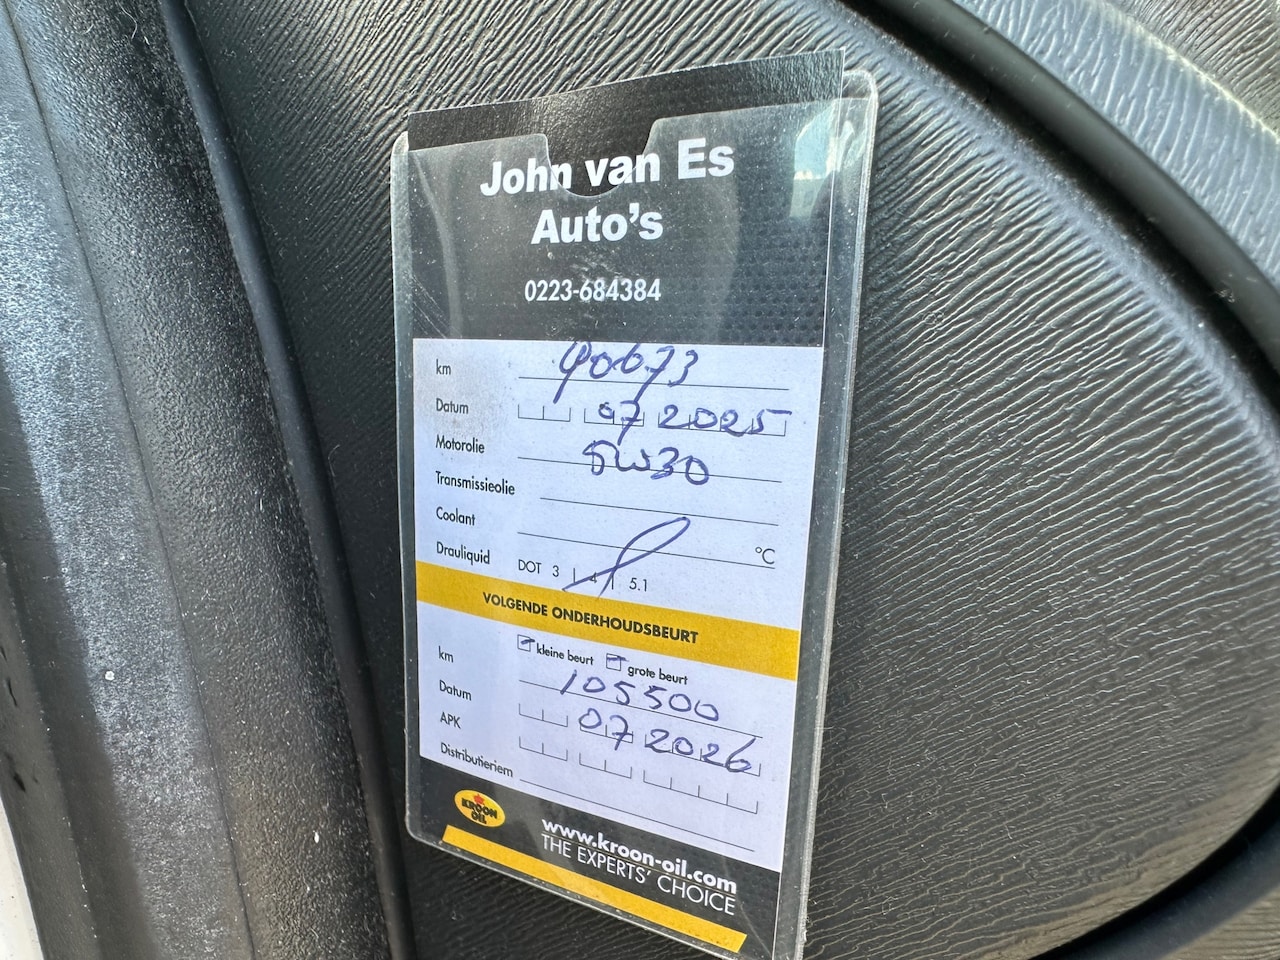 John van Es
Auto's
0223-684384
km 90673
Datum 07 2025
Motorolie 5W30
Transmissieolie
Coolant °C
Drauliquid DOT 3 4 5.1
VOLGENDE ONDERHOUDSBEURT
kleine beurt grote beurt
km 105500
Datum 07 2026
APK
Distributieriem
KROON
OIL
www.kroon-oil.com
THE EXPERTS' CHOICE